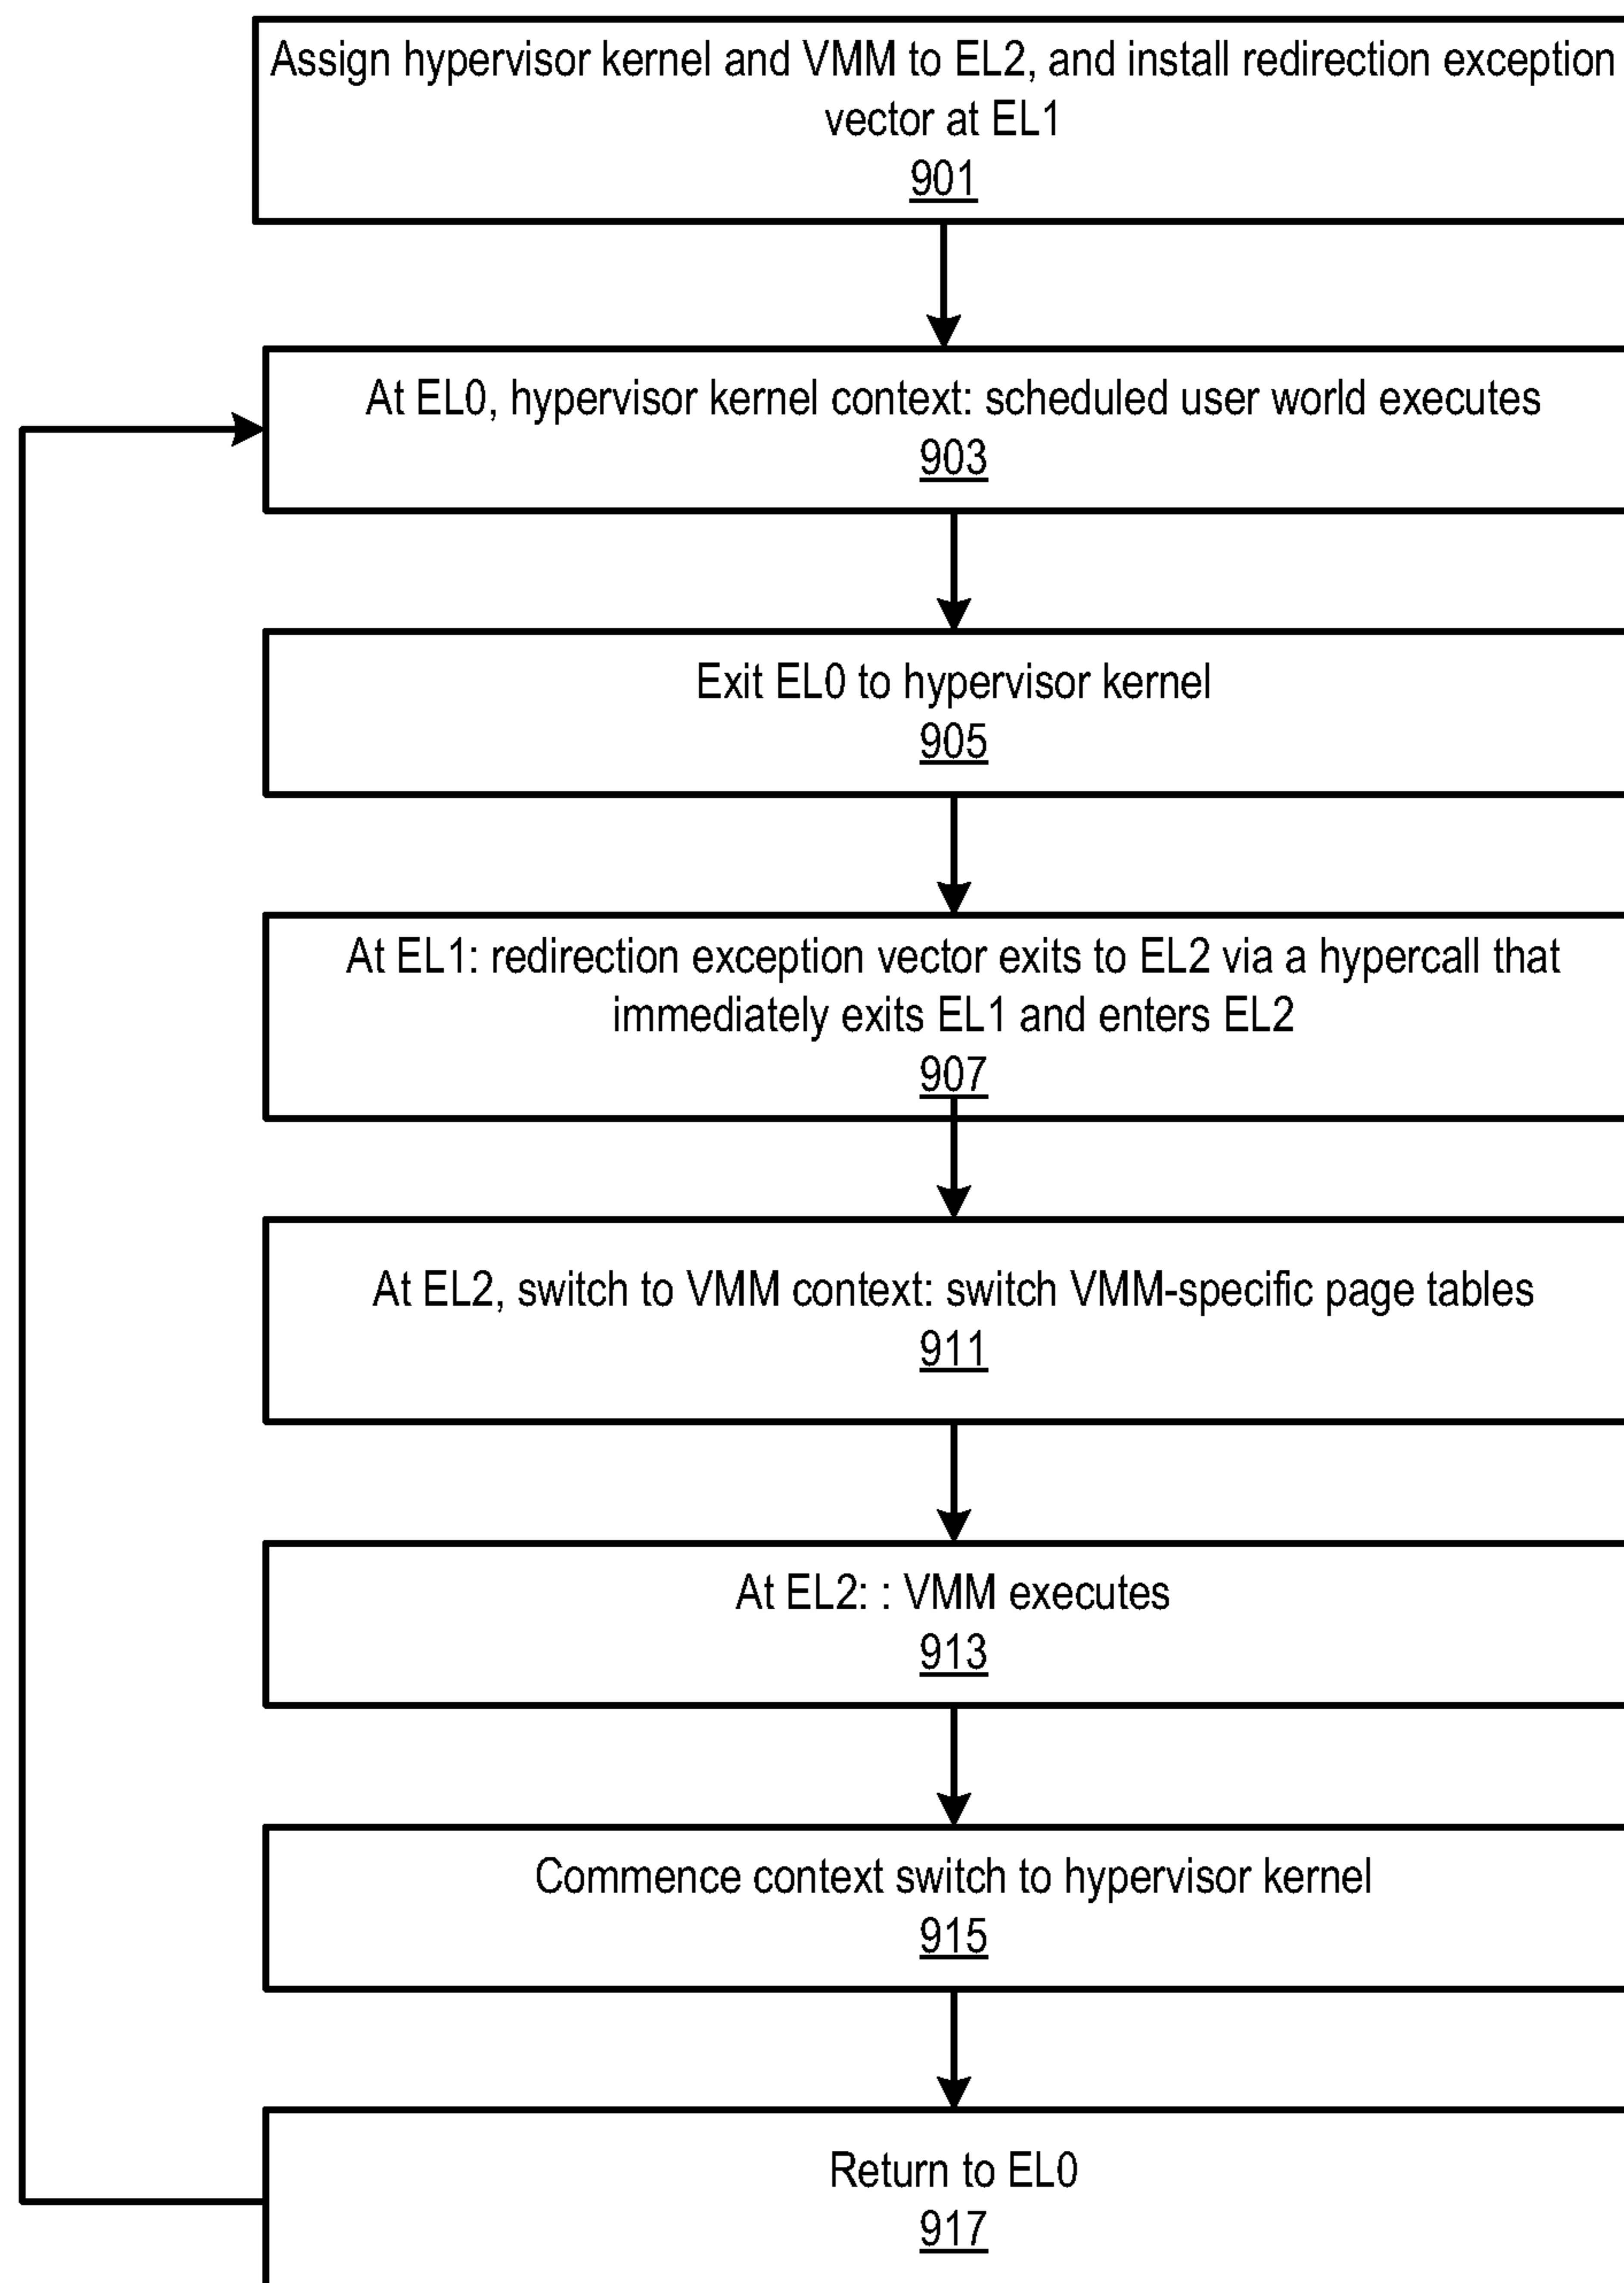 Assign hypervisor kernel and VMM to EL2, and install redirection exception
vector at EL1
901
At EL0, hypervisor kernel context: scheduled user world executes
903
Exit EL0 to hypervisor kernel
905
At EL1: redirection exception vector exits to EL2 via a hypercall that
immediately exits EL1 and enters EL2
907
At EL2, switch to VMM context: switch VMM-specific page tables
911
At EL2: : VMM executes
913
Commence context switch to hypervisor kernel
915
Return to EL0
917